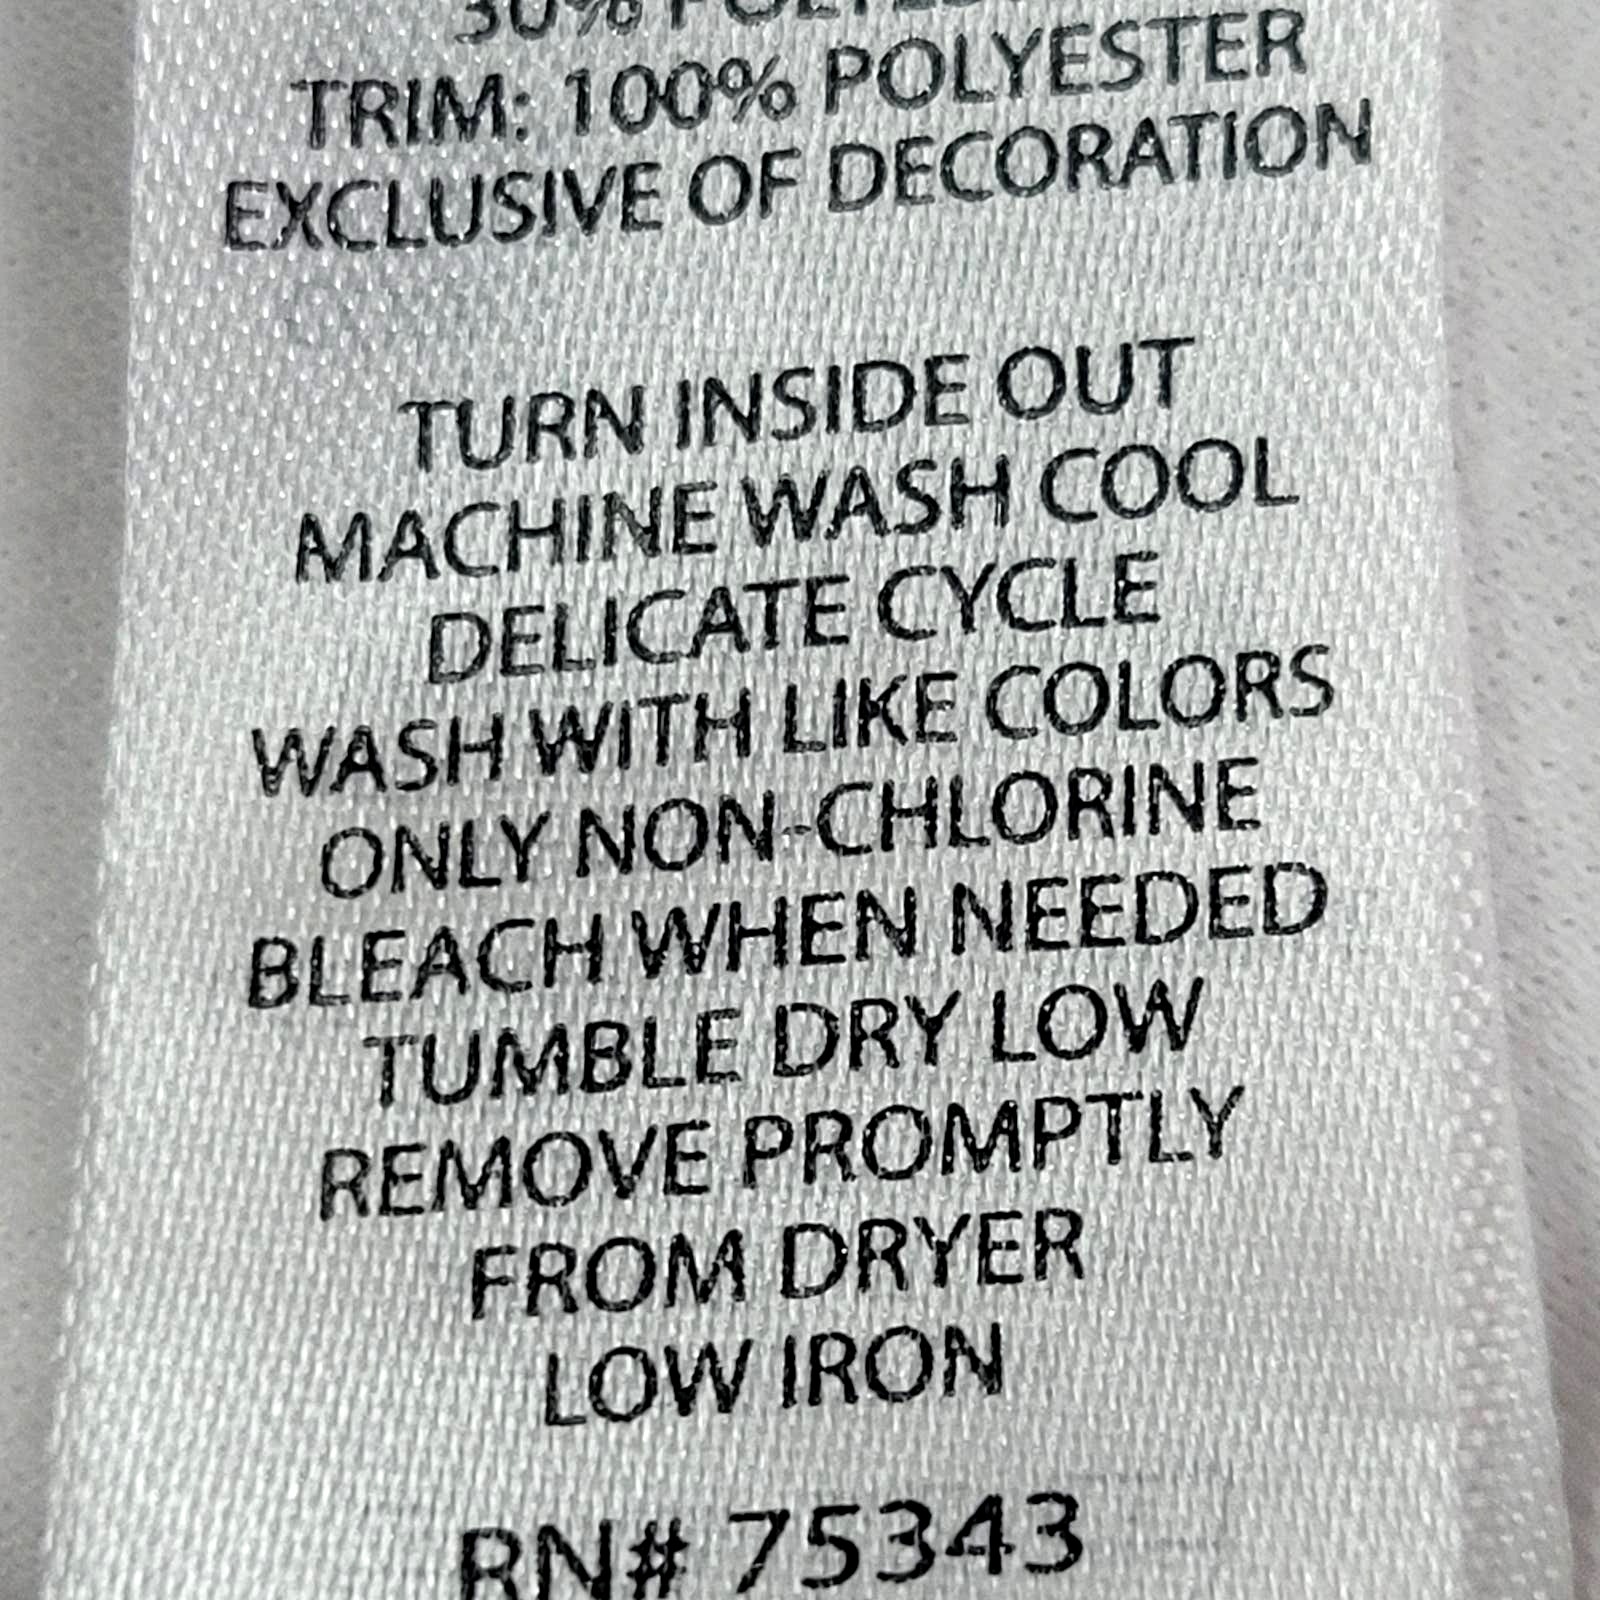 30%
TRIM: 100% POLYESTER
EXCLUSIVE OF DECORATION
TURN INSIDE OUT
MACHINE WASH COOL
DELICATE CYCLE
WASH WITH LIKE COLORS
ONLY NON-CHLORINE
BLEACH WHEN NEEDED
TUMBLE DRY LOW
REMOVE PROMPTLY
FROM DRYER
LOW IRON
RN# 75343